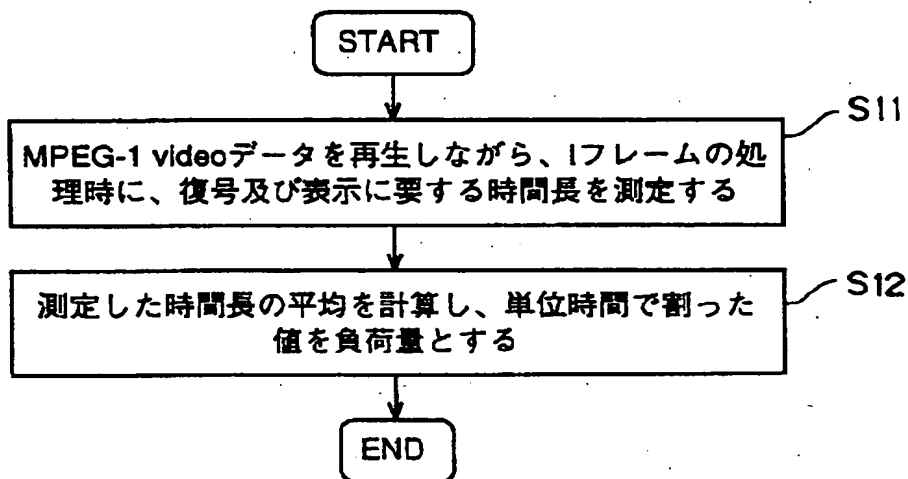 START
S11
MPEG-1 videoデータを再生しながら、Iフレームの処
理時に、復号及び表示に要する時間長を測定する
S12
測定した時間長の平均を計算し、単位時間で割った
値を負荷量とする
END